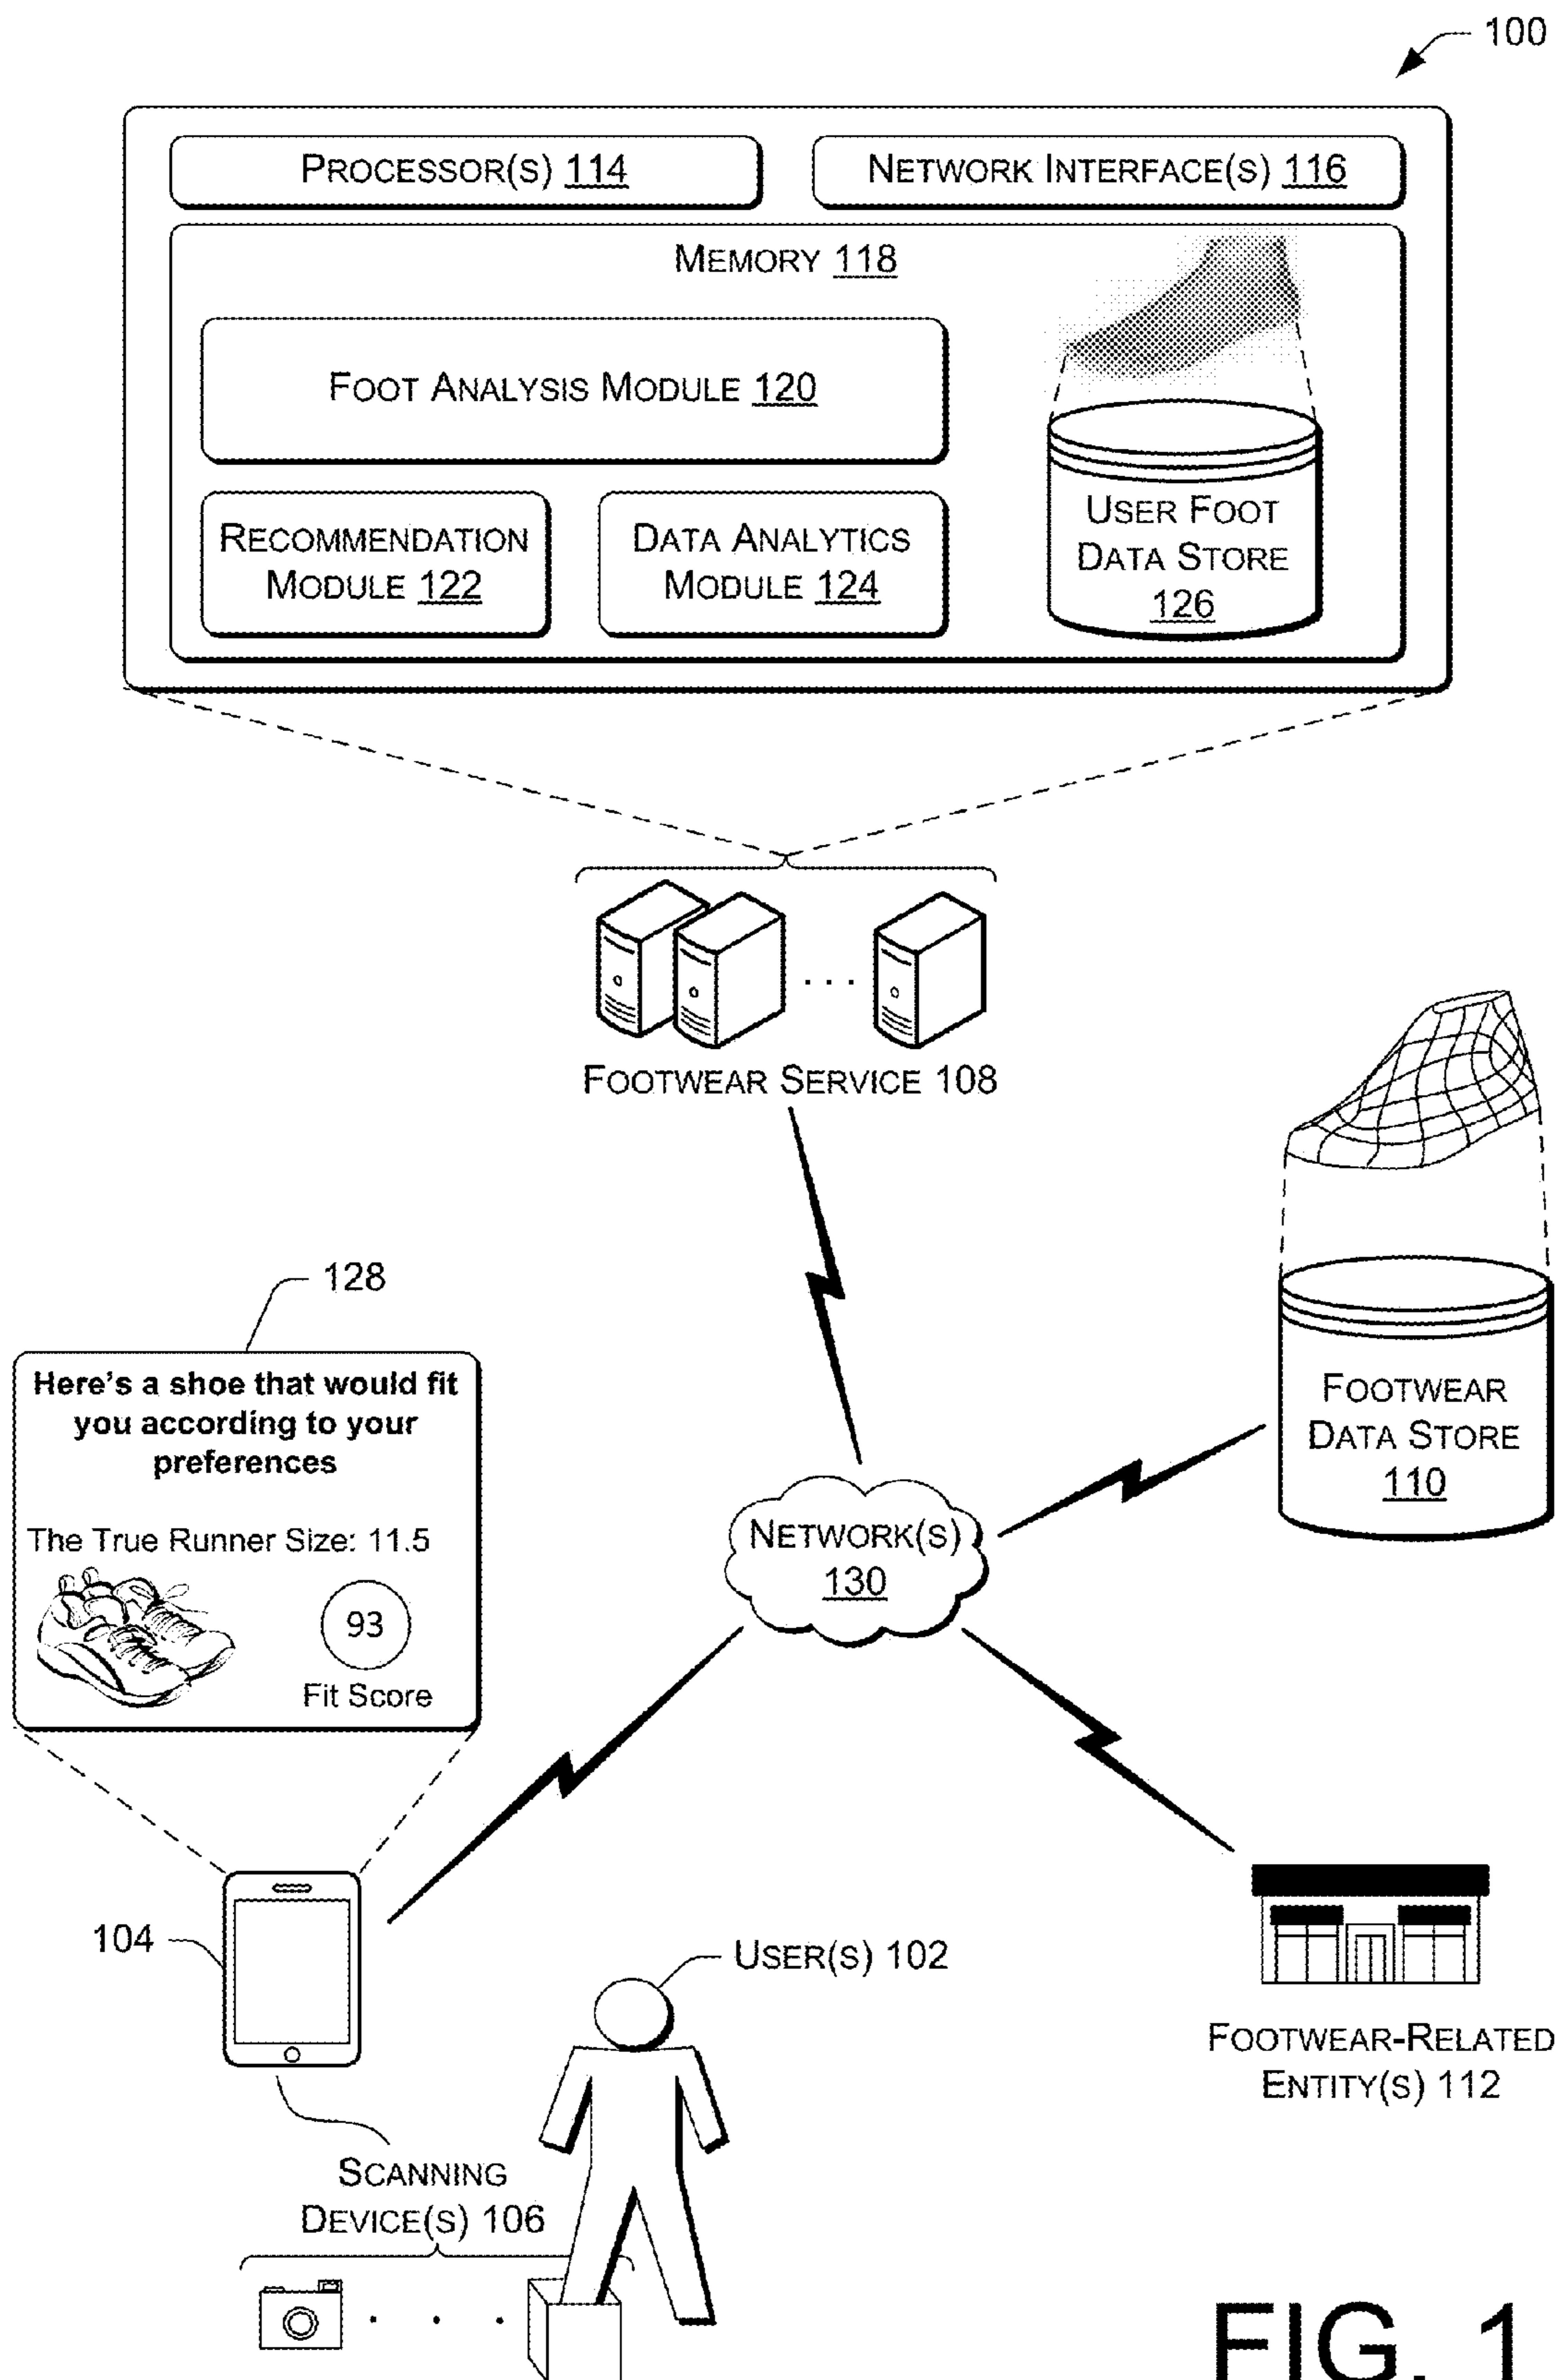 100
PROCESSOR(S) 114
NETWORK INTERFACE(S) 116
MEMORY 118
FOOT ANALYSIS MODULE 120
RECOMMENDATION
MODULE 122
DATA ANALYTICS
MODULE 124
USER FOOT
DATA STORE
126
FOOTWEAR SERVICE 108
128
Here's a shoe that would fit
you according to your
preferences
The True Runner Size: 11.5
93
Fit Score
FOOTWEAR
DATA STORE
110
NETWORK(S)
130
104
USER(S) 102
FOOTWEAR-RELATED
ENTITY(S) 112
SCANNING
DEVICE(S) 106
FIG. 1